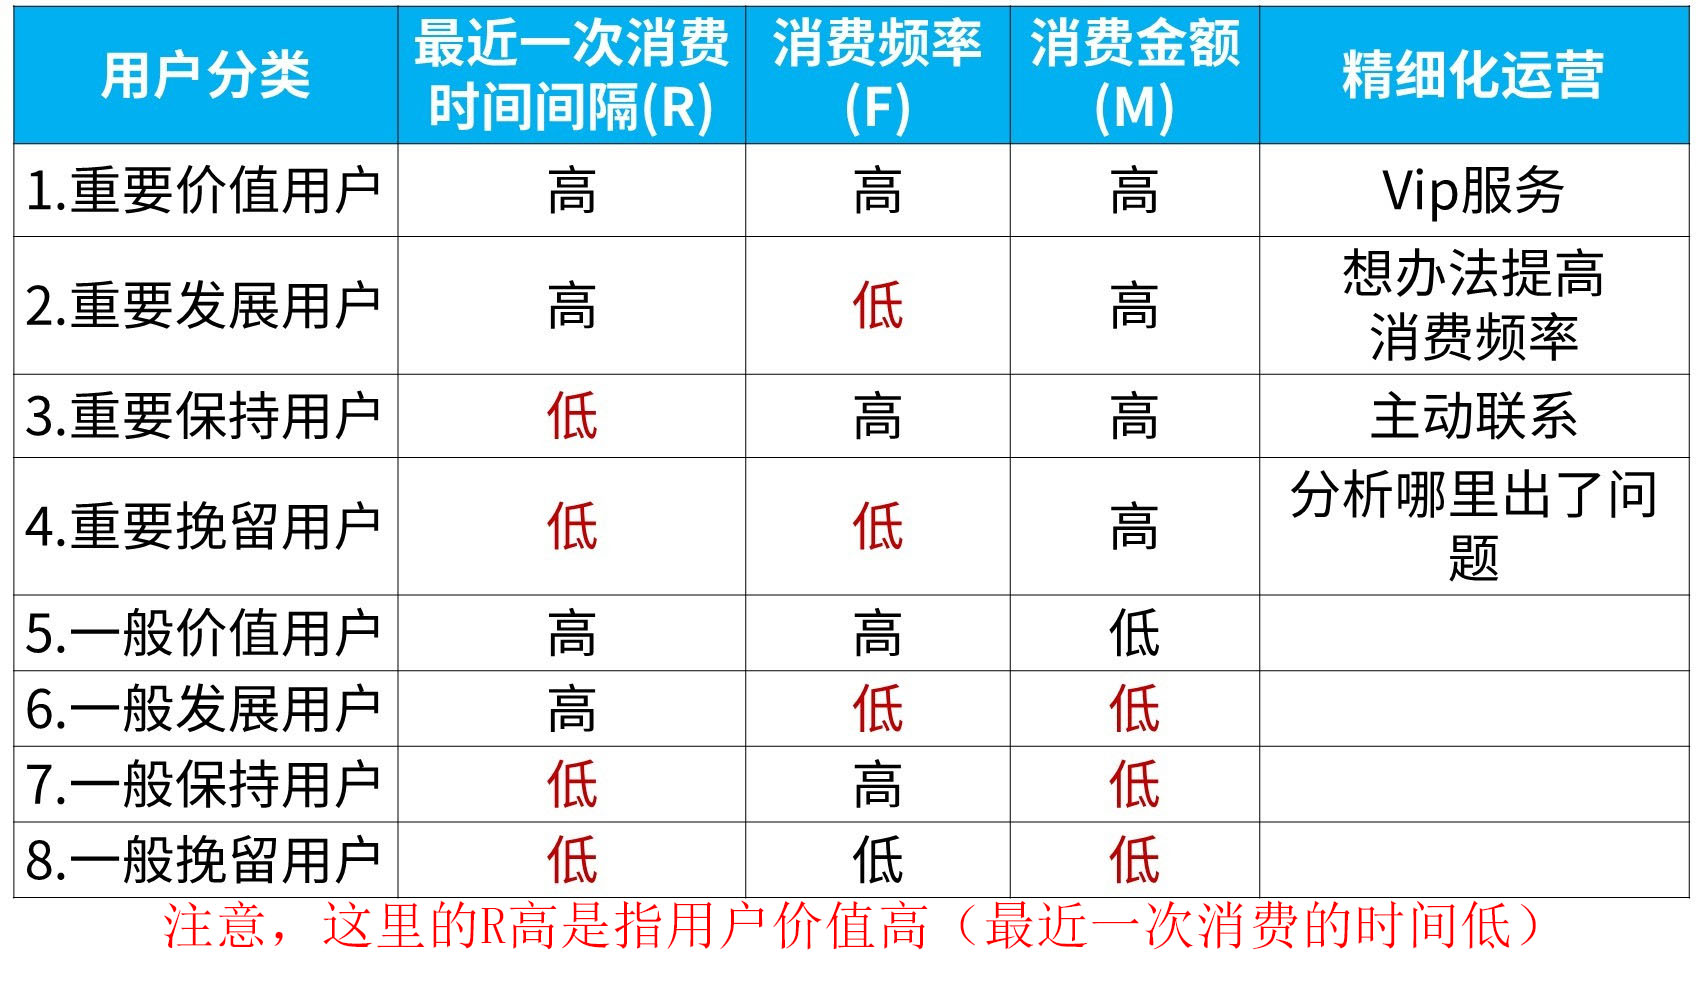 用户分类
最近一次消费
时间间隔(R)
消费频率
(F)
消费金额
(M)
精细化运营
1.重要价值用户
高
高
高
Vip服务
2.重要发展用户
高
低
高
想办法提高
消费频率
3.重要保持用户
低
高
高
主动联系
4.重要挽留用户
低
低
高
分析哪里出了问
题
5.一般价值用户
高
高
低
6.一般发展用户
高
低
低
7.一般保持用户
低
高
低
8.一般挽留用户
低
低
低
注意，这里的R高是指用户价值高（最近一次消费的时间低）